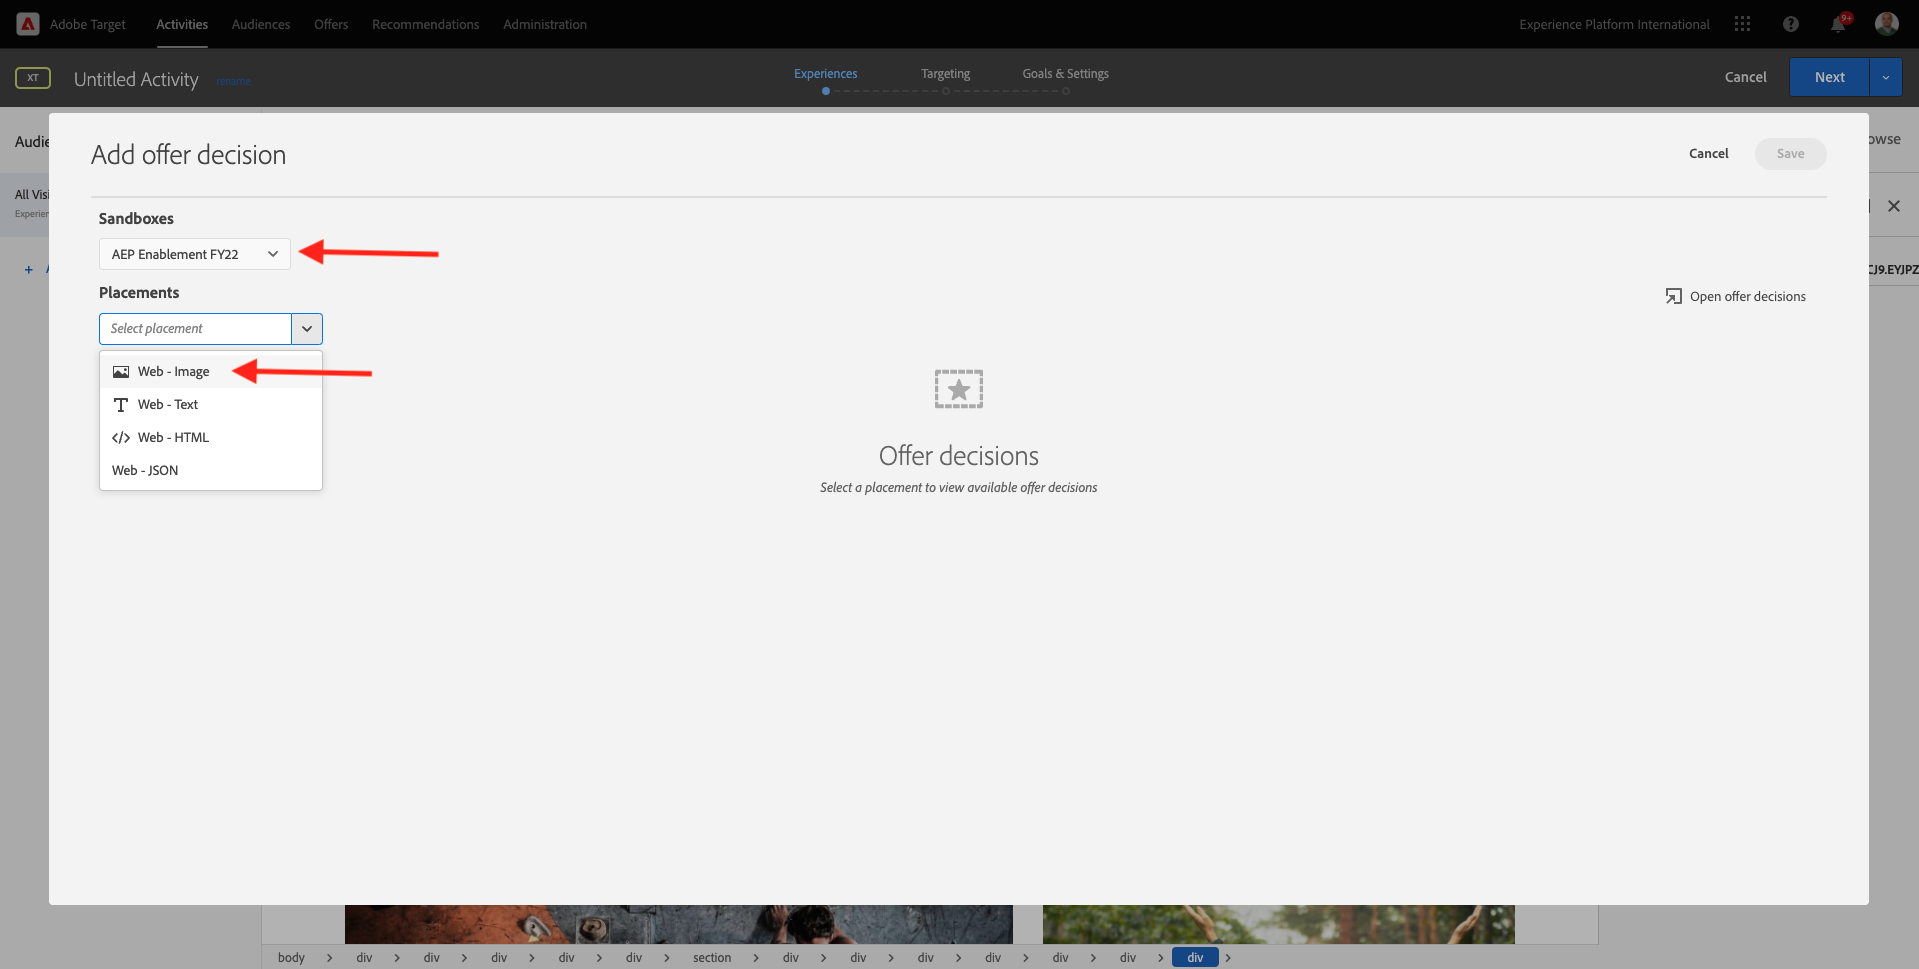 Adobe Target Activities Audiences Offers Recommendations Administration Experience Platform International 9+
XT Untitled Activity rename Experiences Targeting Goals & Settings Cancel Next
Audie
All Visi
Experien
+ A
owse
CJ9.EYJPZ
Add offer decision Cancel Save
Sandboxes
AEP Enablement FY22
Placements
Open offer decisions
Select placement
Web - Image
Web - Text
Web - HTML
Web - JSON
Offer decisions
Select a placement to view available offer decisions
body > div > div > div > div > div > section > div > div > div > div > div > div > div >